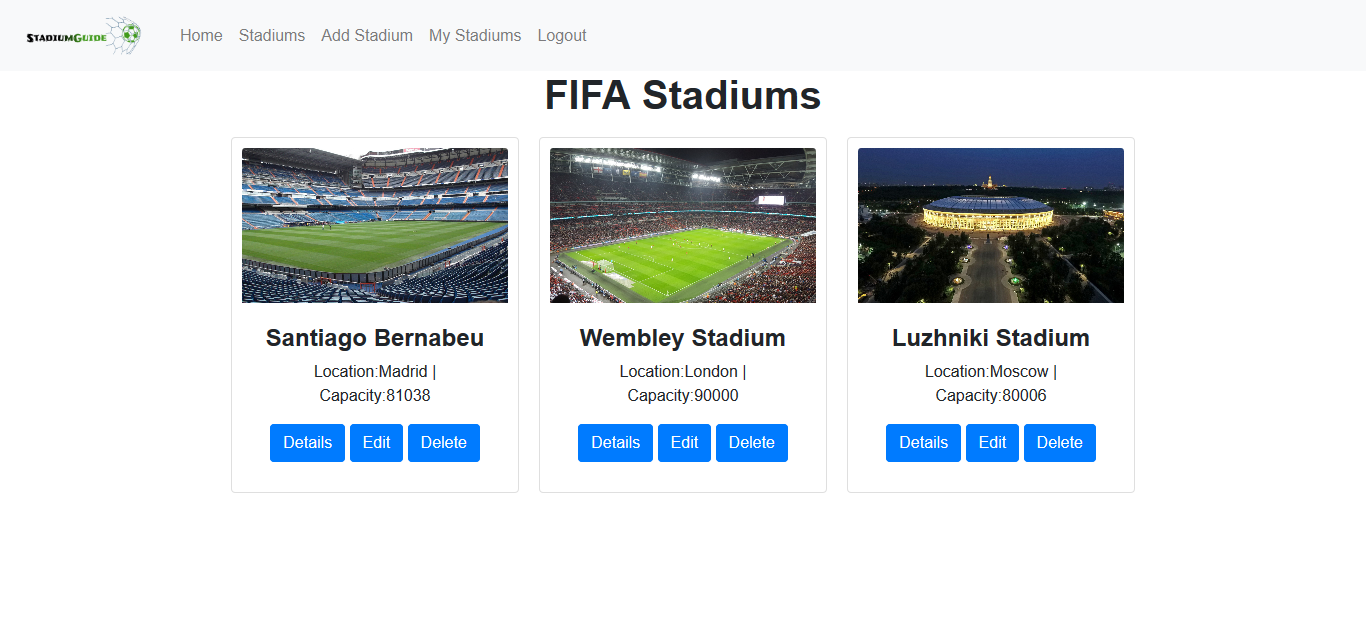 StadiumGuide
Home Stadiums Add Stadium My Stadiums Logout
FIFA Stadiums
Santiago Bernabeu
Location:Madrid |
Capacity:81038
Details Edit Delete
Wembley Stadium
Location:London |
Capacity:90000
Details Edit Delete
Luzhniki Stadium
Location:Moscow |
Capacity:80006
Details Edit Delete